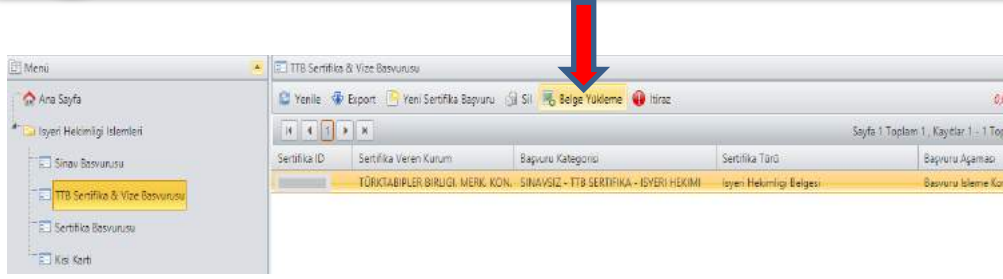 Menü
TTB Sertifika & Vize Basvurusu
Ana Sayfa
Yenile Export Yeni Sertifika Başvuru Sil Belge Yükleme İtiraz
Isyeri Hekimligi Islemleri
1
Sayfa 1 Toplam 1 , Kayıtlar 1 - 1 Top
Sinav Basvurusu
Sertifika ID Sertifika Veren Kurum Başvuru Kategorisi Sertifika Türü Başvuru Aşaması
TÜRKTABIPLER BIRLIGI. MERK. KON. SINAVSIZ - TTB SERTIFIKA - ISYERI HEKIMI Isyeri Hekimligi Belgesi Basvuru Isleme Kon
TTB Sertifika & Vize Basvurusu
Sertifika Basvurusu
Kisi Karti